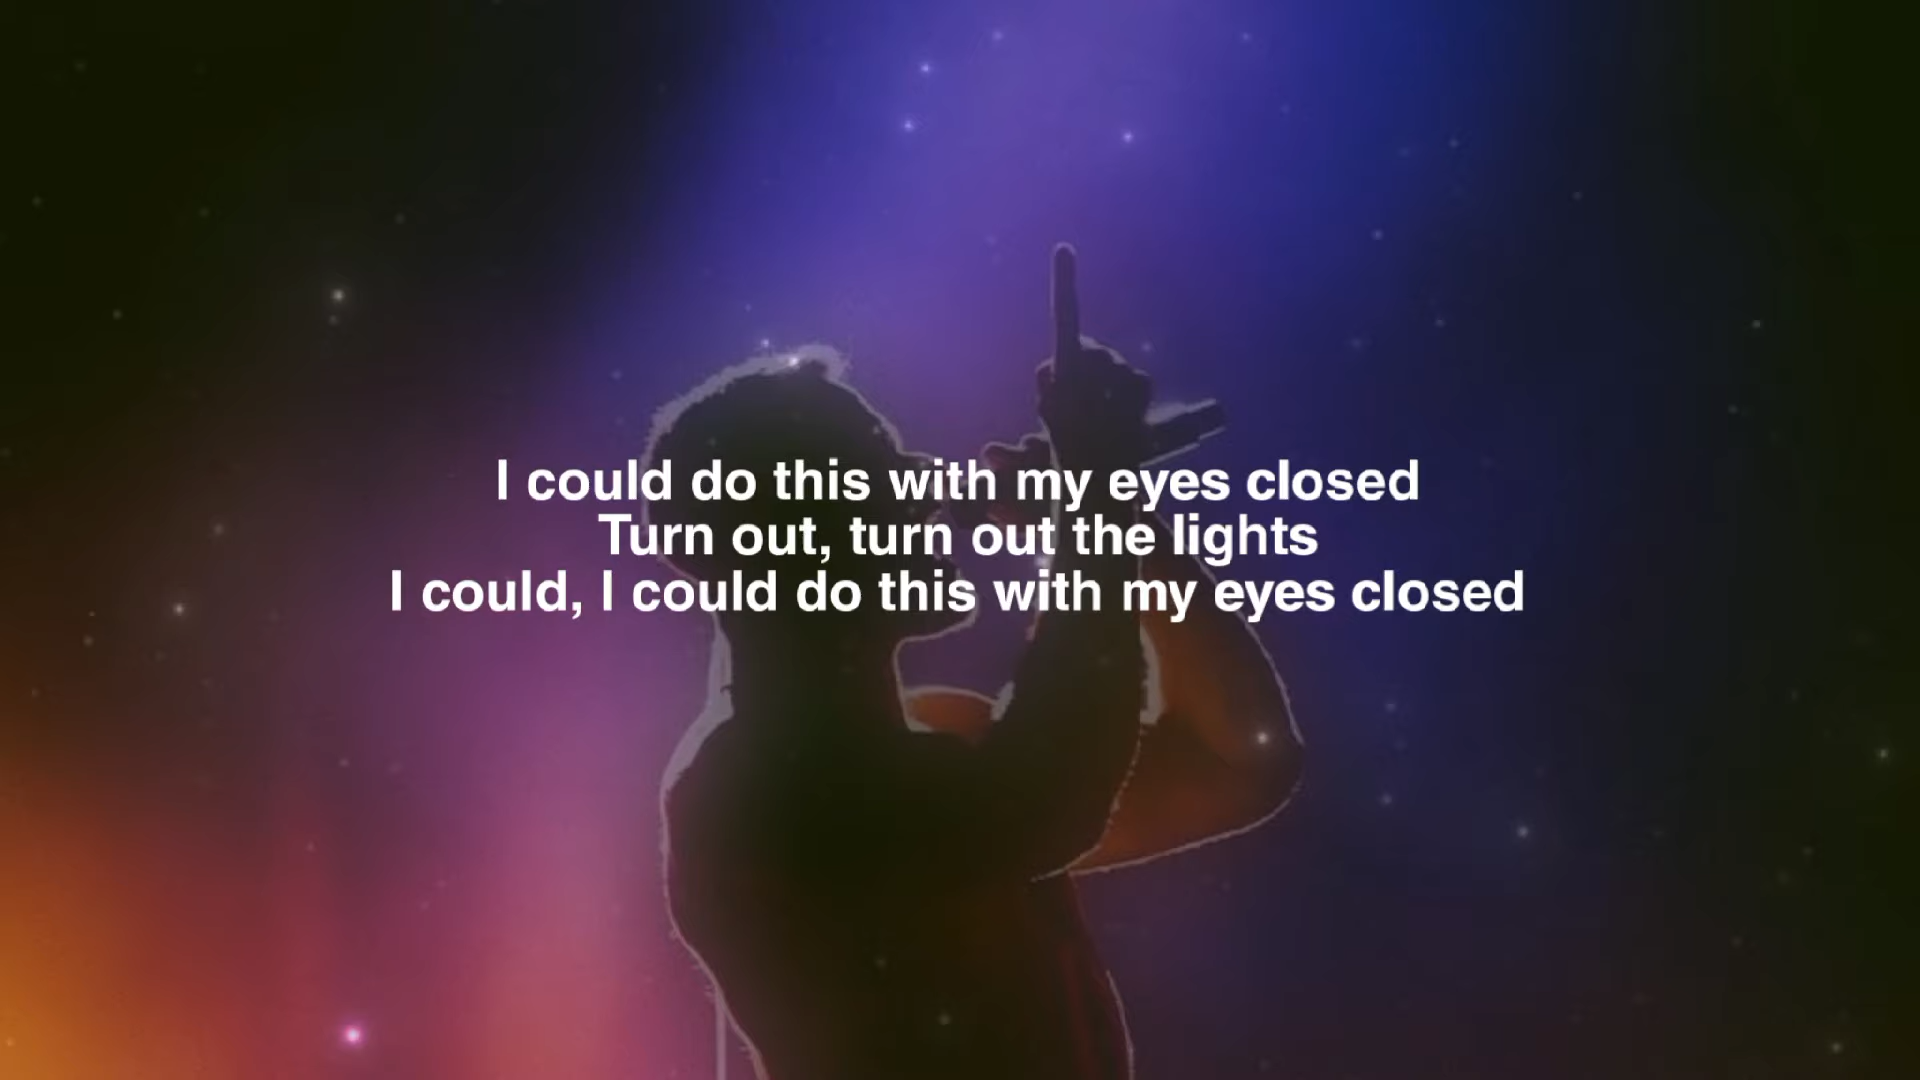 I could do this with my eyes closed
Turn out, turn out the lights
I could, I could do this with my eyes closed